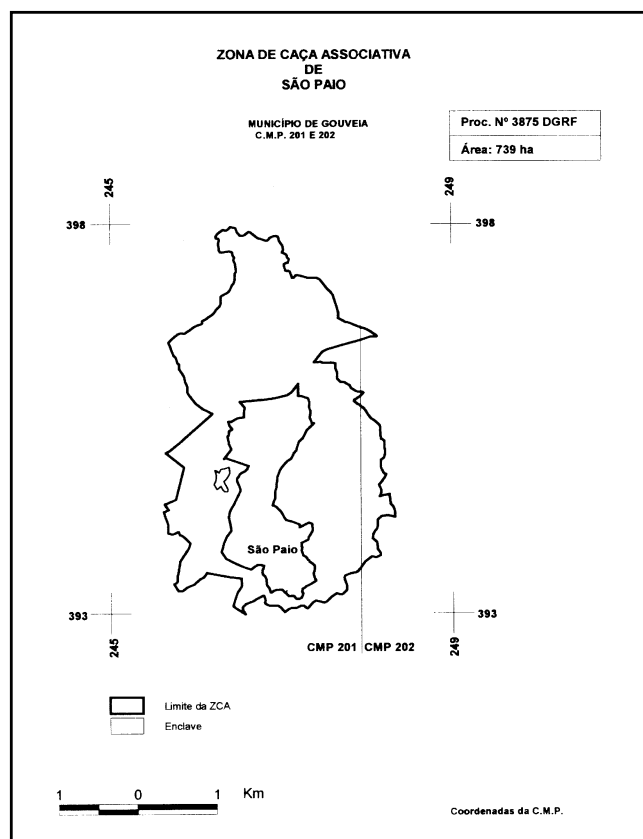 ZONA DE CAÇA ASSOCIATIVA
DE
SÃO PAIO
MUNICÍPIO DE GOUVEIA
C.M.P. 201 E 202
Proc. Nº 3875 DGRF
Área: 739 ha
245
249
398
398
São Paio
393
393
245
249
CMP 201
CMP 202
Limite da ZCA
Enclave
1 0 1 Km
Coordenadas da C.M.P.